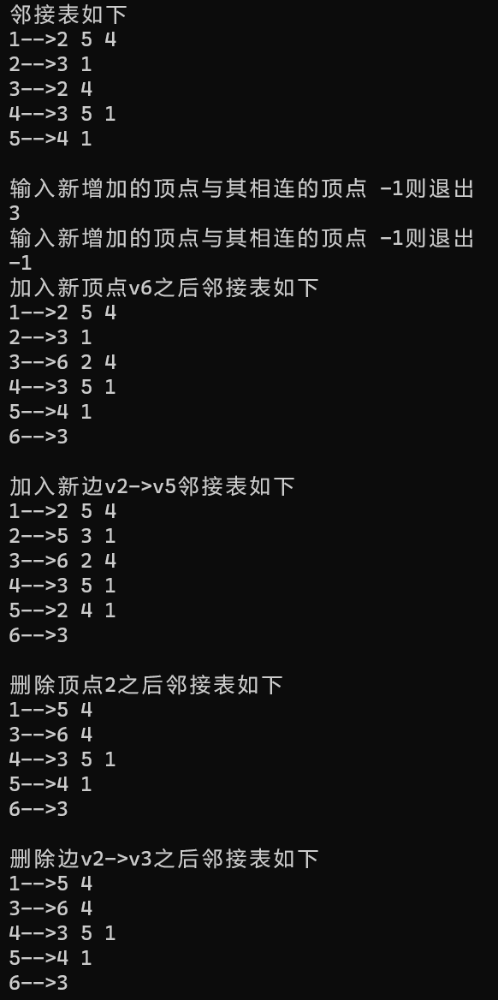 邻接表如下
1-->2 5 4
2-->3 1
3-->2 4
4-->3 5 1
5-->4 1
输入新增加的顶点与其相连的顶点 -1则退出
3
输入新增加的顶点与其相连的顶点 -1则退出
-1
加入新顶点v6之后邻接表如下
1-->2 5 4
2-->3 1
3-->6 2 4
4-->3 5 1
5-->4 1
6-->3
加入新边v2->v5邻接表如下
1-->2 5 4
2-->5 3 1
3-->6 2 4
4-->3 5 1
5-->2 4 1
6-->3
删除顶点2之后邻接表如下
1-->5 4
3-->6 4
4-->3 5 1
5-->4 1
6-->3
删除边v2->v3之后邻接表如下
1-->5 4
3-->6 4
4-->3 5 1
5-->4 1
6-->3